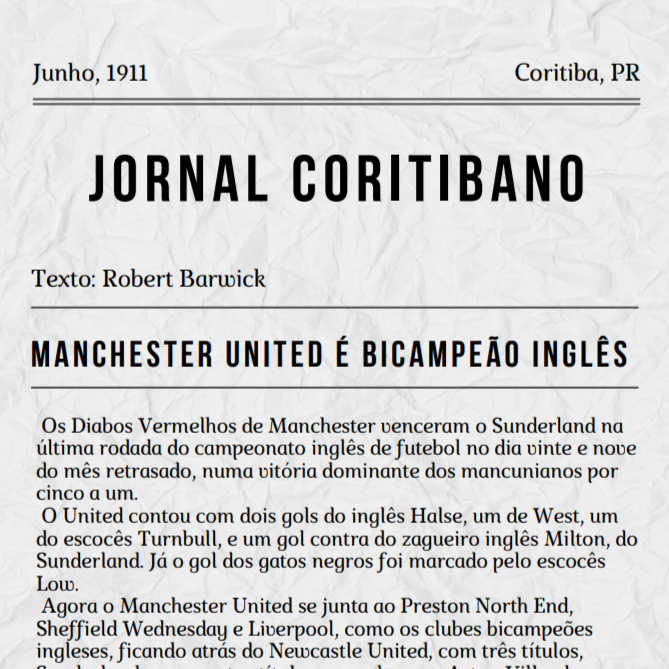 Junho, 1911
Coritiba, PR
JORNAL CORITIBANO
Texto: Robert Barwick
MANCHESTER UNITED É BICAMPEÃO INGLÊS
Os Diabos Vermelhos de Manchester venceram o Sunderland na
última rodada do campeonato inglês de futebol no dia vinte e nove
do mês retrasado, numa vitória dominante dos mancunianos por
cinco a um.
O United contou com dois gols do inglês Halse, um de West, um
do escocês Turnbull, e um gol contra do zagueiro inglês Milton, do
Sunderland. Já o gol dos gatos negros foi marcado pelo escocês
Low.
Agora o Manchester United se junta ao Preston North End,
Sheffield Wednesday e Liverpool, como os clubes bicampeões
ingleses, ficando atrás do Newcastle United, com três títulos,